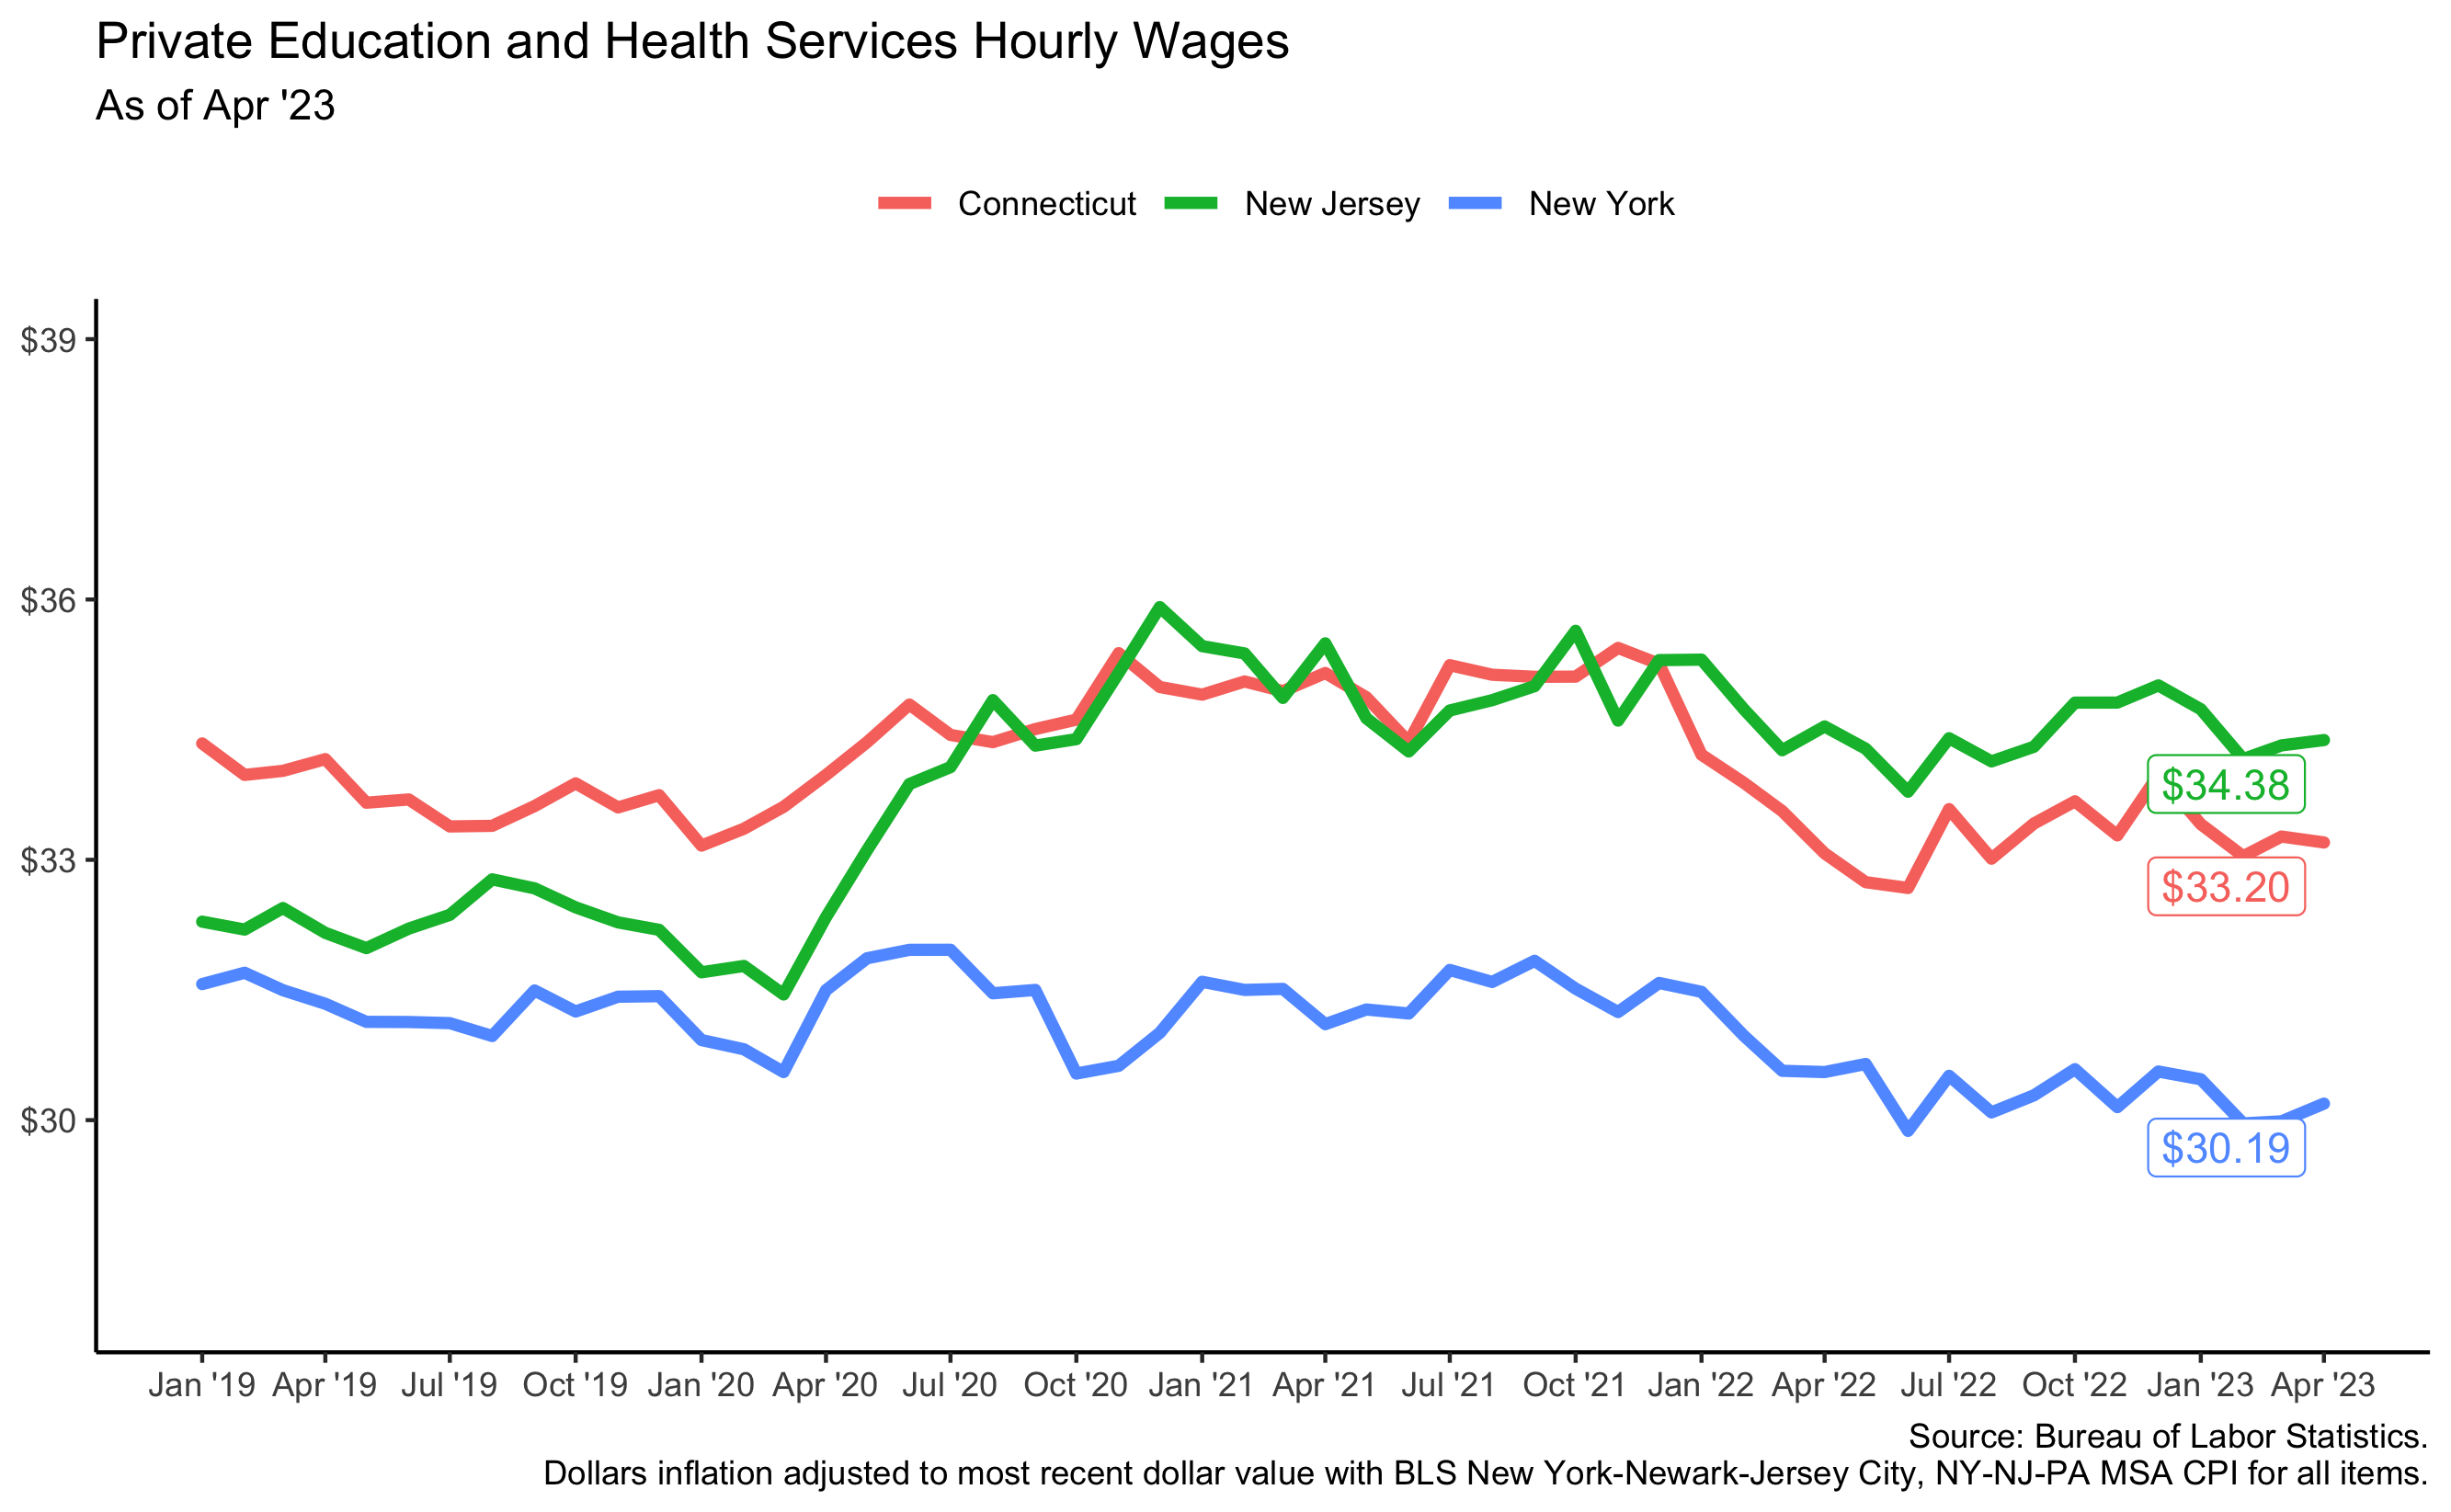 Private Education and Health Services Hourly Wages
As of Apr '23
Connecticut New Jersey New York
$39
$36
$33
$30
$34.38
$33.20
$30.19
Jan '19 Apr '19 Jul '19 Oct '19 Jan '20 Apr '20 Jul '20 Oct '20 Jan '21 Apr '21 Jul '21 Oct '21 Jan '22 Apr '22 Jul '22 Oct '22 Jan '23 Apr '23
Source: Bureau of Labor Statistics.
Dollars inflation adjusted to most recent dollar value with BLS New York-Newark-Jersey City, NY-NJ-PA MSA CPI for all items.